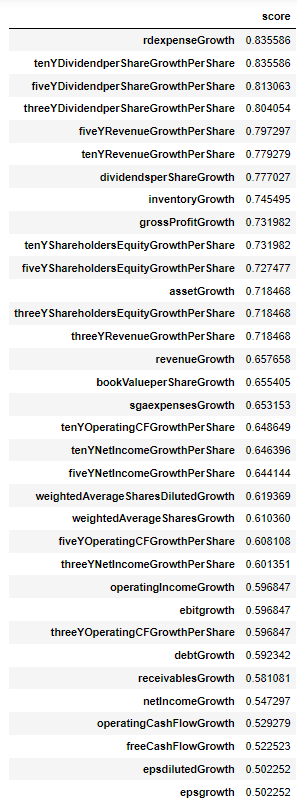 score
rdexpenseGrowth 0.835586
tenYDividendperShareGrowthPerShare 0.835586
fiveYDividendperShareGrowthPerShare 0.813063
threeYDividendperShareGrowthPerShare 0.804054
fiveYRevenueGrowthPerShare 0.797297
tenYRevenueGrowthPerShare 0.779279
dividendsperShareGrowth 0.777027
inventoryGrowth 0.745495
grossProfitGrowth 0.731982
tenYShareholdersEquityGrowthPerShare 0.731982
fiveYShareholdersEquityGrowthPerShare 0.727477
assetGrowth 0.718468
threeYShareholdersEquityGrowthPerShare 0.718468
threeYRevenueGrowthPerShare 0.718468
revenueGrowth 0.657658
bookValueperShareGrowth 0.655405
sgaexpensesGrowth 0.653153
tenYOperatingCFGrowthPerShare 0.648649
tenYNetIncomeGrowthPerShare 0.646396
fiveYNetIncomeGrowthPerShare 0.644144
weightedAverageSharesDilutedGrowth 0.619369
weightedAverageSharesGrowth 0.610360
fiveYOperatingCFGrowthPerShare 0.608108
threeYNetIncomeGrowthPerShare 0.601351
operatingIncomeGrowth 0.596847
ebitgrowth 0.596847
threeYOperatingCFGrowthPerShare 0.596847
debtGrowth 0.592342
receivablesGrowth 0.581081
netIncomeGrowth 0.547297
operatingCashFlowGrowth 0.529279
freeCashFlowGrowth 0.522523
epsdilutedGrowth 0.502252
epsgrowth 0.502252